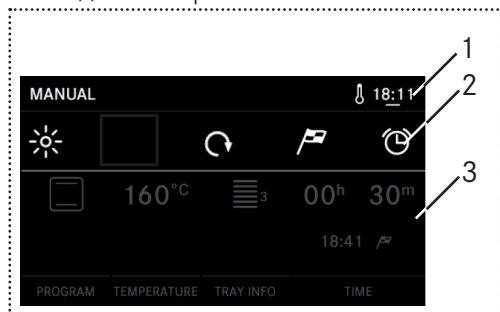 1
MANUAL 18:11
2
3
160°C 3 00h 30m
18:41
PROGRAM TEMPERATURE TRAY INFO TIME